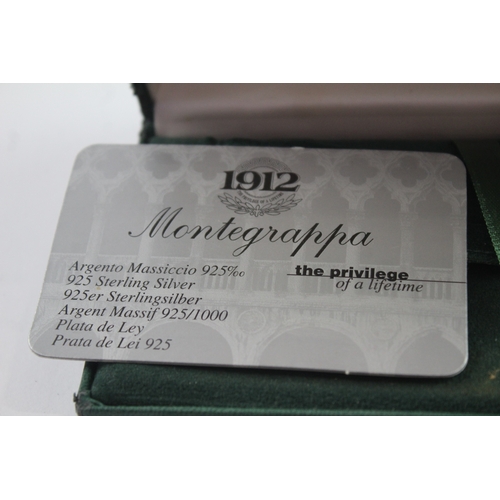 1912
Montegrappa
Argento Massiccio 925‰
925 Sterling Silver
925er Sterlingsilber
Argent Massif 925/1000
Plata de Ley
Prata de Lei 925
the privilege
of a lifetime